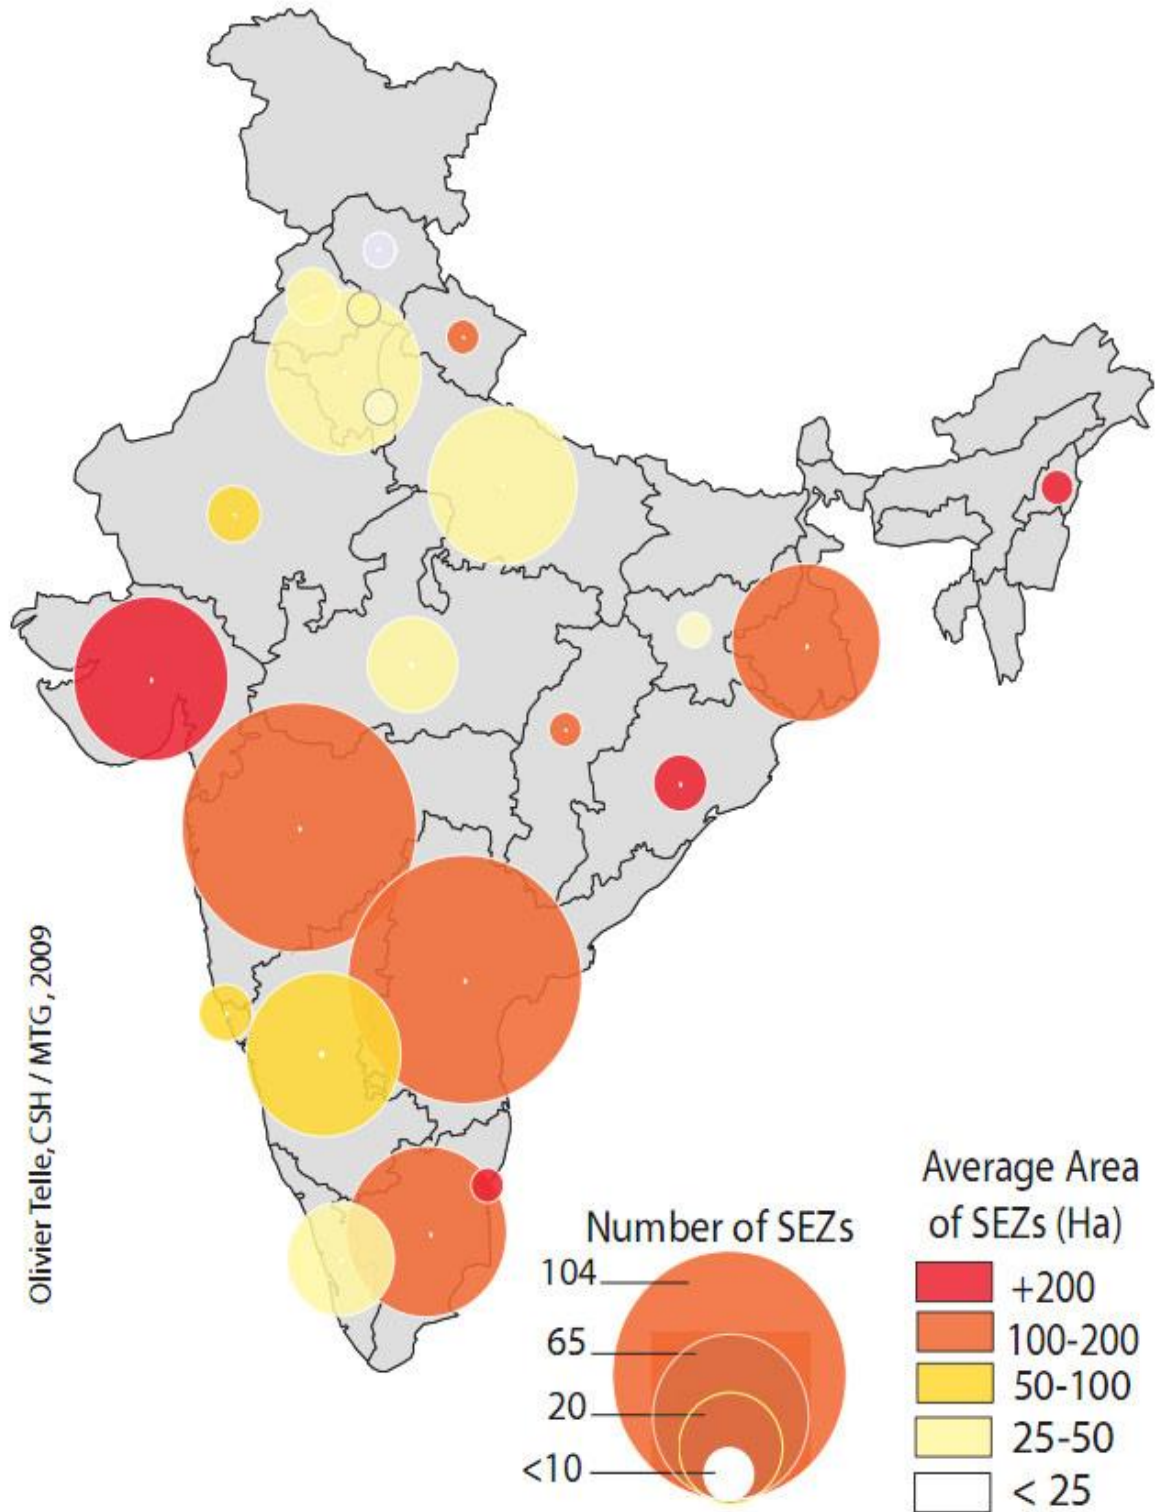 Olivier Telle, CSH / MTG, 2009
Number of SEZs
104
65
20
<10
Average Area
of SEZs (Ha)
+200
100-200
50-100
25-50
< 25